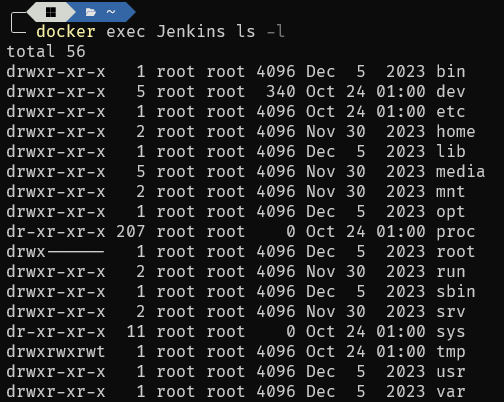 ~
docker exec Jenkins ls -l
total 56
drwxr-xr-x   1 root root 4096 Dec  5  2023 bin
drwxr-xr-x   5 root root  340 Oct 24 01:00 dev
drwxr-xr-x   1 root root 4096 Oct 24 01:00 etc
drwxr-xr-x   2 root root 4096 Nov 30  2023 home
drwxr-xr-x   1 root root 4096 Dec  5  2023 lib
drwxr-xr-x   5 root root 4096 Nov 30  2023 media
drwxr-xr-x   2 root root 4096 Nov 30  2023 mnt
drwxr-xr-x   1 root root 4096 Dec  5  2023 opt
dr-xr-xr-x 207 root root    0 Oct 24 01:00 proc
drwx------   1 root root 4096 Dec  5  2023 root
drwxr-xr-x   2 root root 4096 Nov 30  2023 run
drwxr-xr-x   1 root root 4096 Dec  5  2023 sbin
drwxr-xr-x   2 root root 4096 Nov 30  2023 srv
dr-xr-xr-x  11 root root    0 Oct 24 01:00 sys
drwxrwxrwt   1 root root 4096 Oct 24 01:00 tmp
drwxr-xr-x   1 root root 4096 Dec  5  2023 usr
drwxr-xr-x   1 root root 4096 Dec  5  2023 var